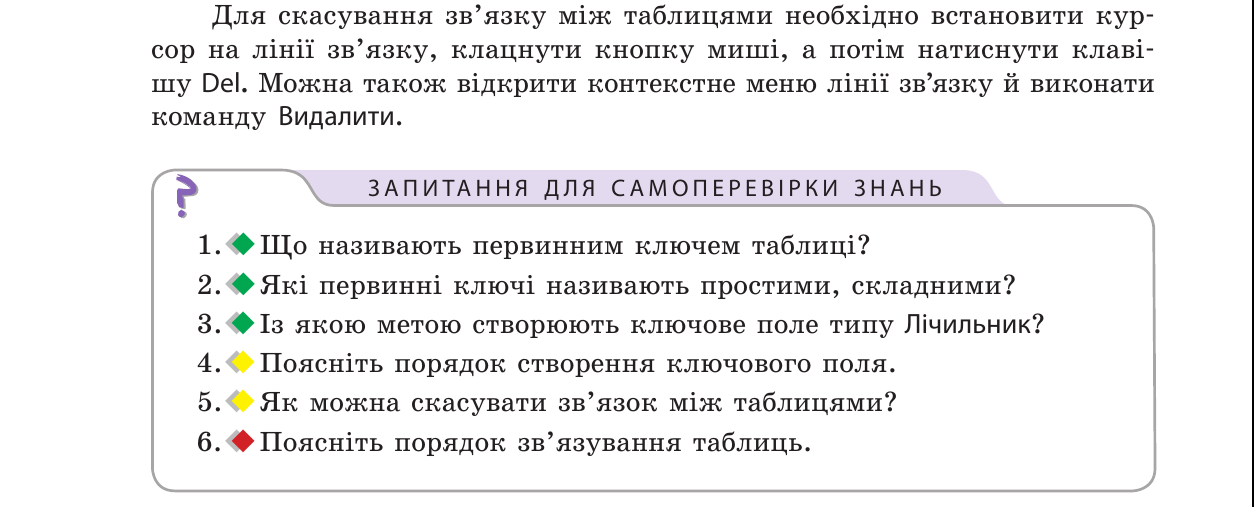 Для скасування зв’язку між таблицями необхідно встановити кур-
сор на лінії зв’язку, клацнути кнопку миші, а потім натиснути клаві-
шу Del. Можна також відкрити контекстне меню лінії зв’язку й виконати
команду Видалити.
?
ЗАПИТАННЯ ДЛЯ САМОПЕРЕВІРКИ ЗНАНЬ
1. Що називають первинним ключем таблиці?
2. Які первинні ключі називають простими, складними?
3. Із якою метою створюють ключове поле типу Лічильник?
4. Поясніть порядок створення ключового поля.
5. Як можна скасувати зв’язок між таблицями?
6. Поясніть порядок зв’язування таблиць.